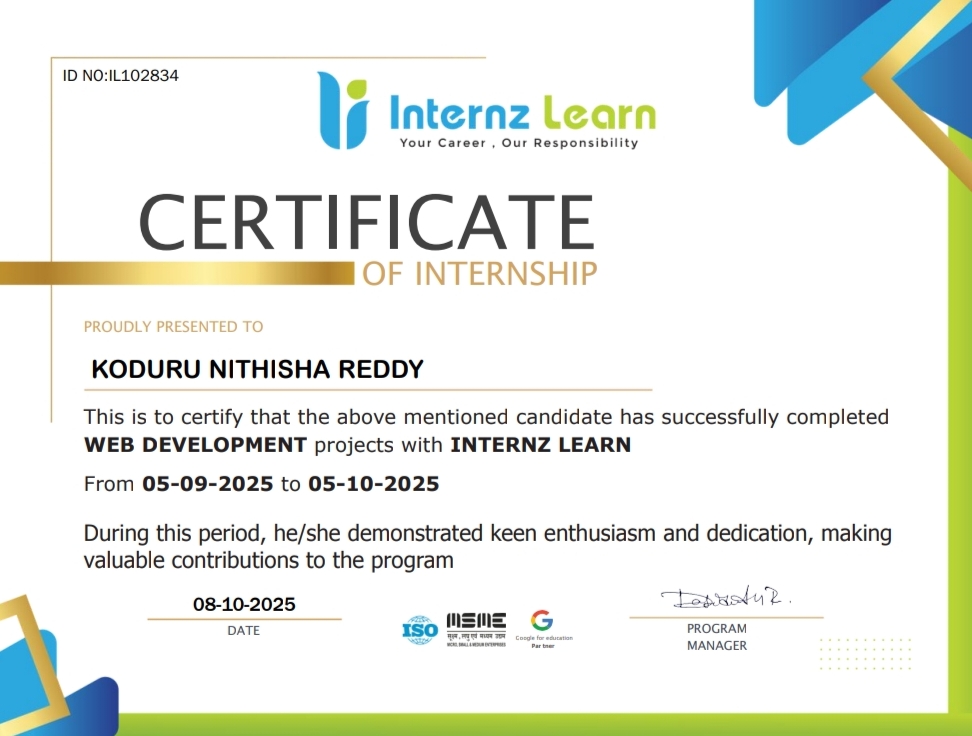 ID NO:IL102834
Internz Learn
Your Career , Our Responsibility
CERTIFICATE
OF INTERNSHIP
PROUDLY PRESENTED TO
KODURU NITHISHA REDDY
This is to certify that the above mentioned candidate has successfully completed
WEB DEVELOPMENT projects with INTERNZ LEARN
From 05-09-2025 to 05-10-2025
During this period, he/she demonstrated keen enthusiasm and dedication, making
valuable contributions to the program
08-10-2025
DATE
ISO
MSME
सूक्ष्म, लघु एवं मध्यम उद्यम
MICRO, SMALL & MEDIUM ENTERPRISES
Google for education
Partner
PROGRAM
MANAGER